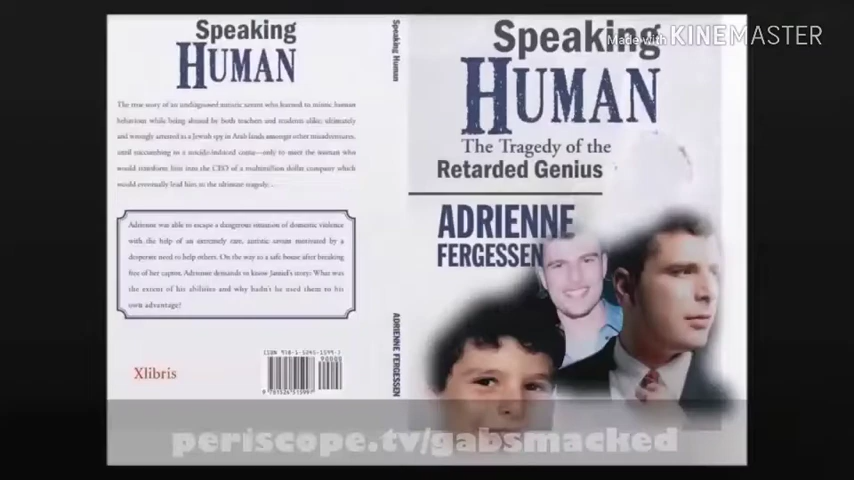 Speaking
HUMAN
The true story of an undiagnosed autistic savant who learned to mimic human
behaviour while being abused by both teachers and students alike; ultimately
and wrongly arrested as a Jewish spy in Arab lands amongst other misadventures,
until succumbing to a suicide-induced coma—only to meet the woman who
would transform him into the CEO of a multimillion dollar company which
would eventually lead him to the ultimate tragedy. . .
Adrienne was able to escape a dangerous situation of domestic violence
with the help of an extremely rare, autistic savant motivated by a
desperate need to help others. On the way to a safe house after breaking
free of her captor, Adrienne demands to know story: What was
the extent of his abilities and why hadn't he used them to his
own advantage?
Xlibris
90000
Speaking Human
ADRIENNE FERGESSEN
Speaking
HUMAN
The Tragedy of the
Retarded Genius
ADRIENNE
FERGESSEN
Made with KINEMASTER
periscope.tv/gabsmacked